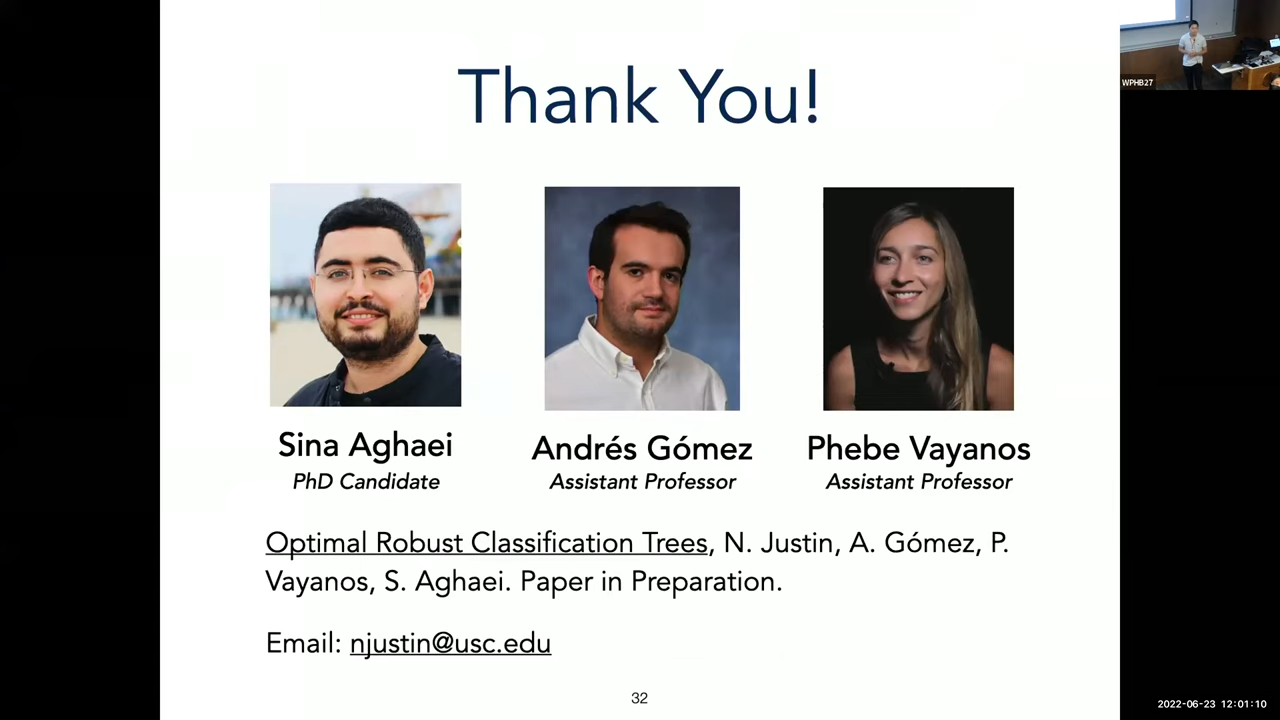 Thank You!
WPHB27
Sina Aghaei
PhD Candidate
Andrés Gómez
Assistant Professor
Phebe Vayanos
Assistant Professor
Optimal Robust Classification Trees, N. Justin, A. Gómez, P.
Vayanos, S. Aghaei. Paper in Preparation.
Email: njustin@usc.edu
32
2022-06-23 12:01:10